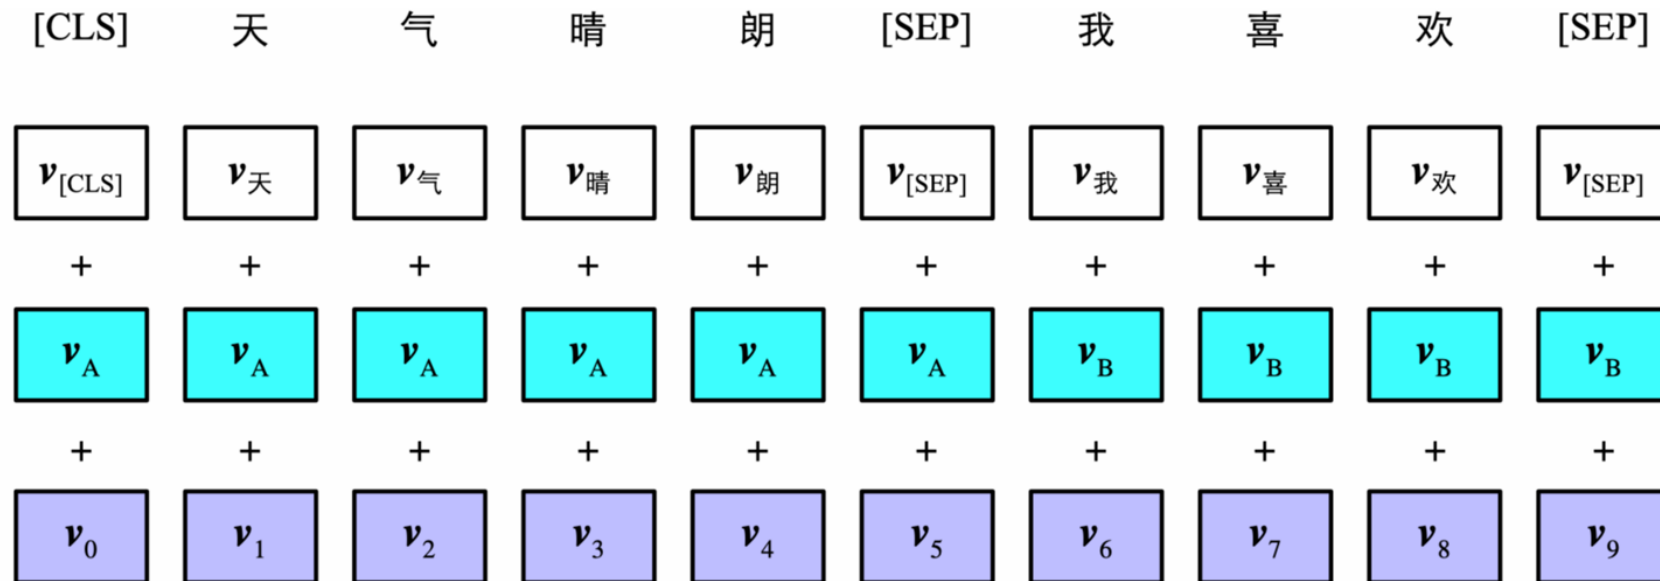 [CLS] 天 气 晴 朗 [SEP] 我 喜 欢 [SEP]
v[CLS] v天 v气 v晴 v朗 v[SEP] v我 v喜 v欢 v[SEP]
+ + + + + + + + + +
vA vA vA vA vA vA vB vB vB vB
+ + + + + + + + + +
v0 v1 v2 v3 v4 v5 v6 v7 v8 v9